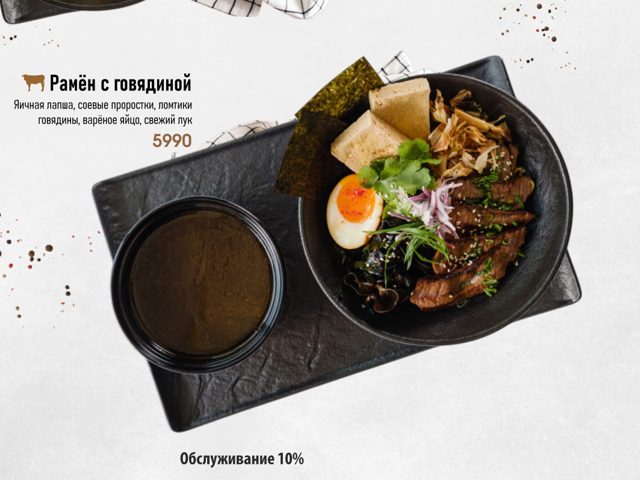 Рамён с говядиной
Яичная лапша, соевые проростки, ломтики
говядины, варёное яйцо, свежий лук
5990
Обслуживание 10%